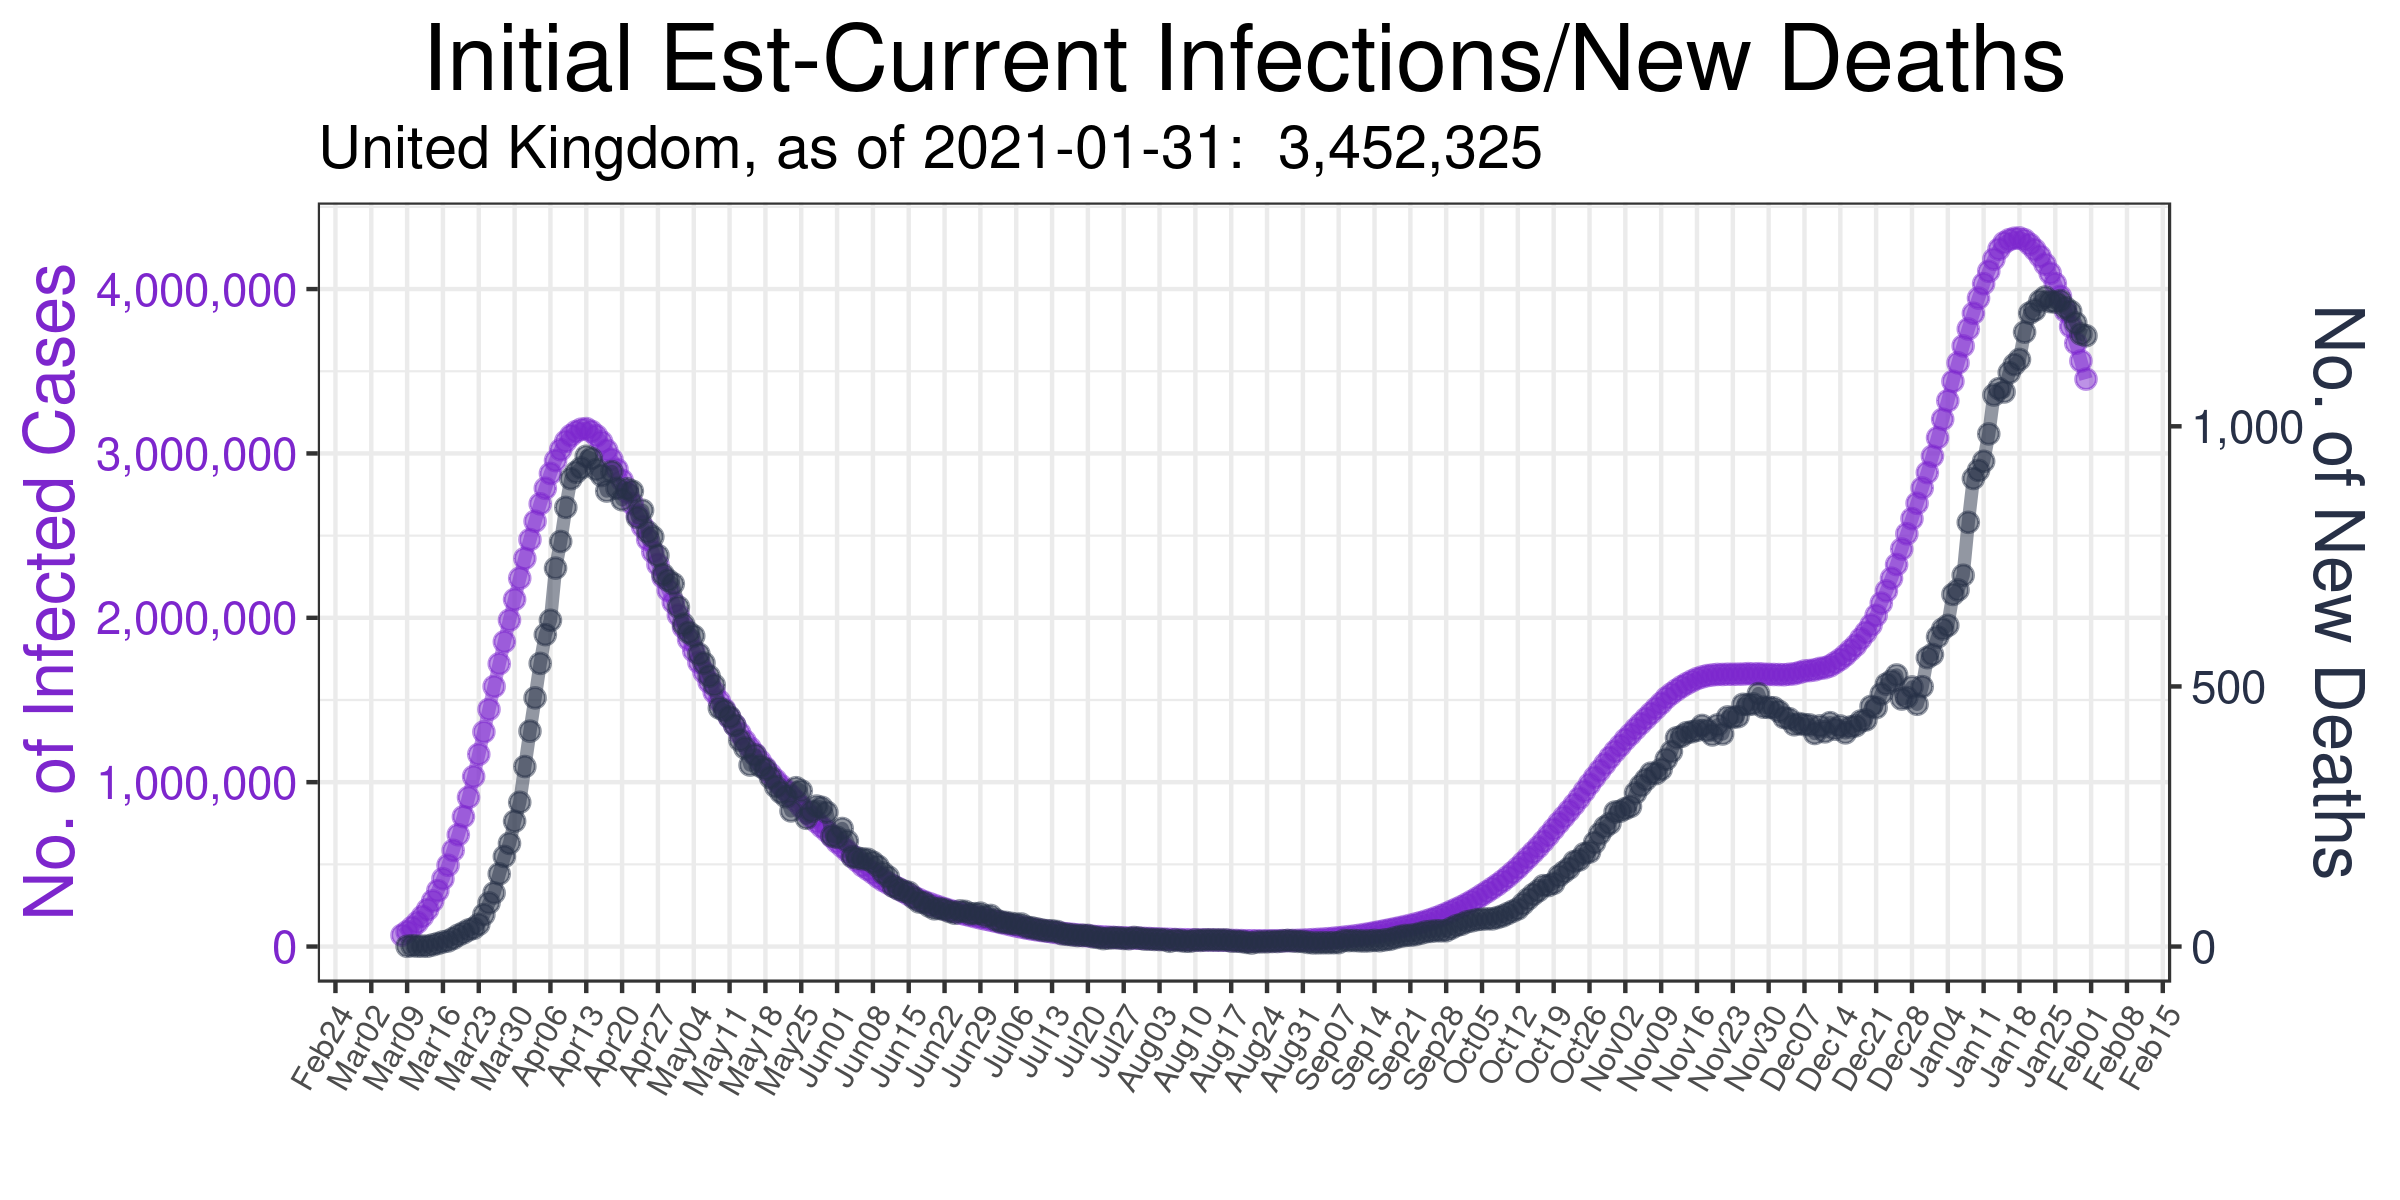 Initial Est-Current Infections/New Deaths
United Kingdom, as of 2021-01-31: 3,452,325
No. of Infected Cases
4,000,000
3,000,000
2,000,000
1,000,000
0
No. of New Deaths
1,000
500
0
Feb24
Mar02
Mar09
Mar16
Mar23
Mar30
Apr06
Apr13
Apr20
Apr27
May04
May11
May18
May25
Jun01
Jun08
Jun15
Jun22
Jun29
Jul06
Jul13
Jul20
Jul27
Aug03
Aug10
Aug17
Aug24
Aug31
Sep07
Sep14
Sep21
Sep28
Oct05
Oct12
Oct19
Oct26
Nov02
Nov09
Nov16
Nov23
Nov30
Dec07
Dec14
Dec21
Dec28
Jan04
Jan11
Jan18
Jan25
Feb01
Feb08
Feb15